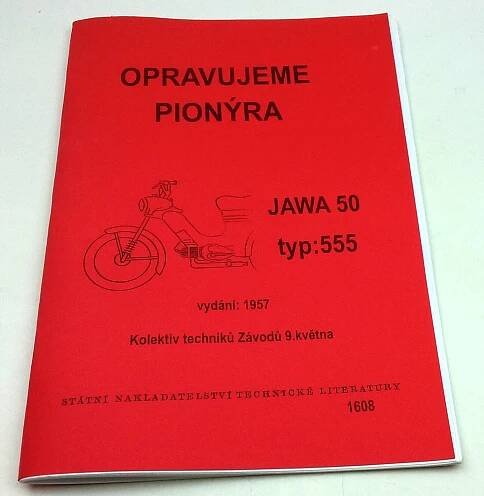 OPRAVUJEME
PIONÝRA
JAWA 50
typ:555
vydání: 1957
Kolektiv techniků Závodů 9.května
STÁTNÍ NAKLADATELSTVÍ TECHNICKÉ LITERATURY
1608